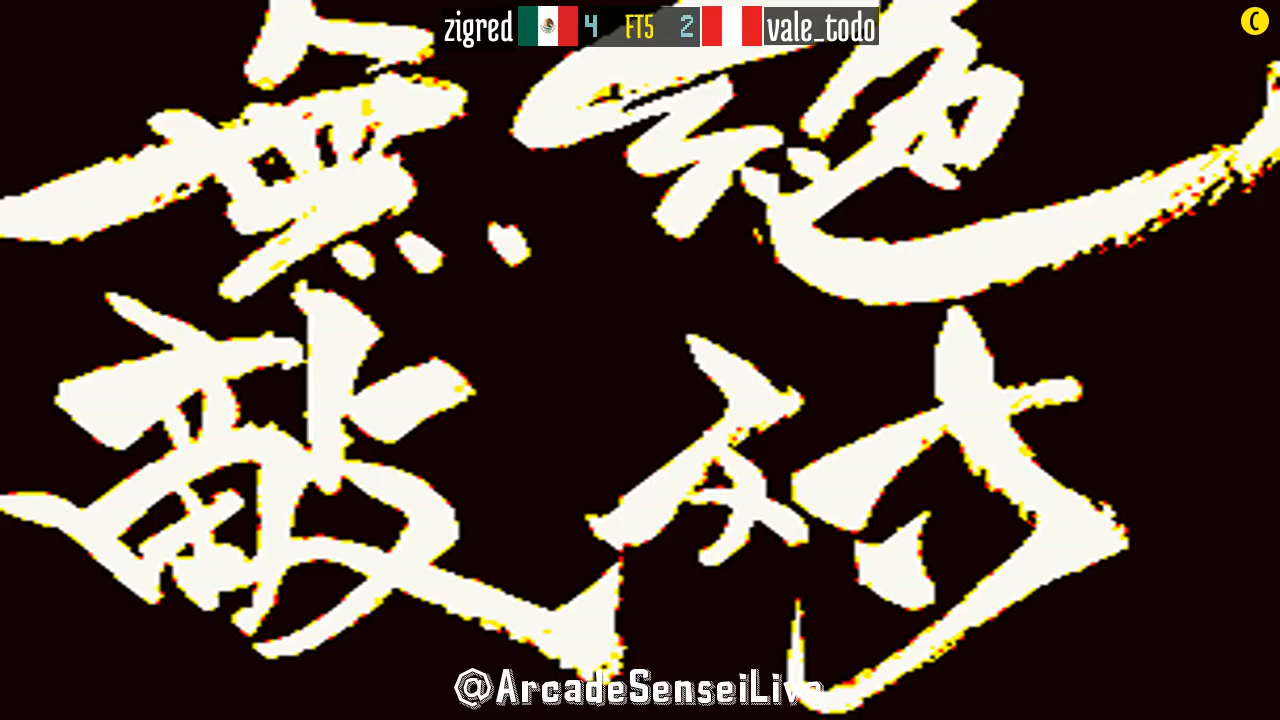 zigred 4 FT5 2 vale_todo
C
絶対
無敵
@ArcadeSenseiLive